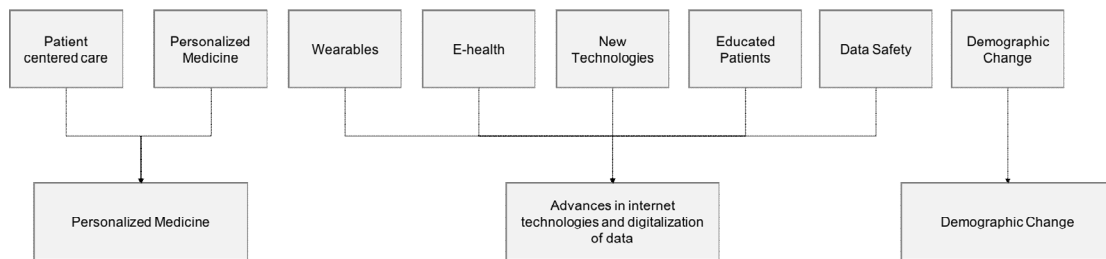 Patient
centered care
Personalized
Medicine
Wearables
E-health
New
Technologies
Educated
Patients
Data Safety
Demographic
Change
Personalized Medicine
Advances in internet
technologies and digitalization
of data
Demographic Change